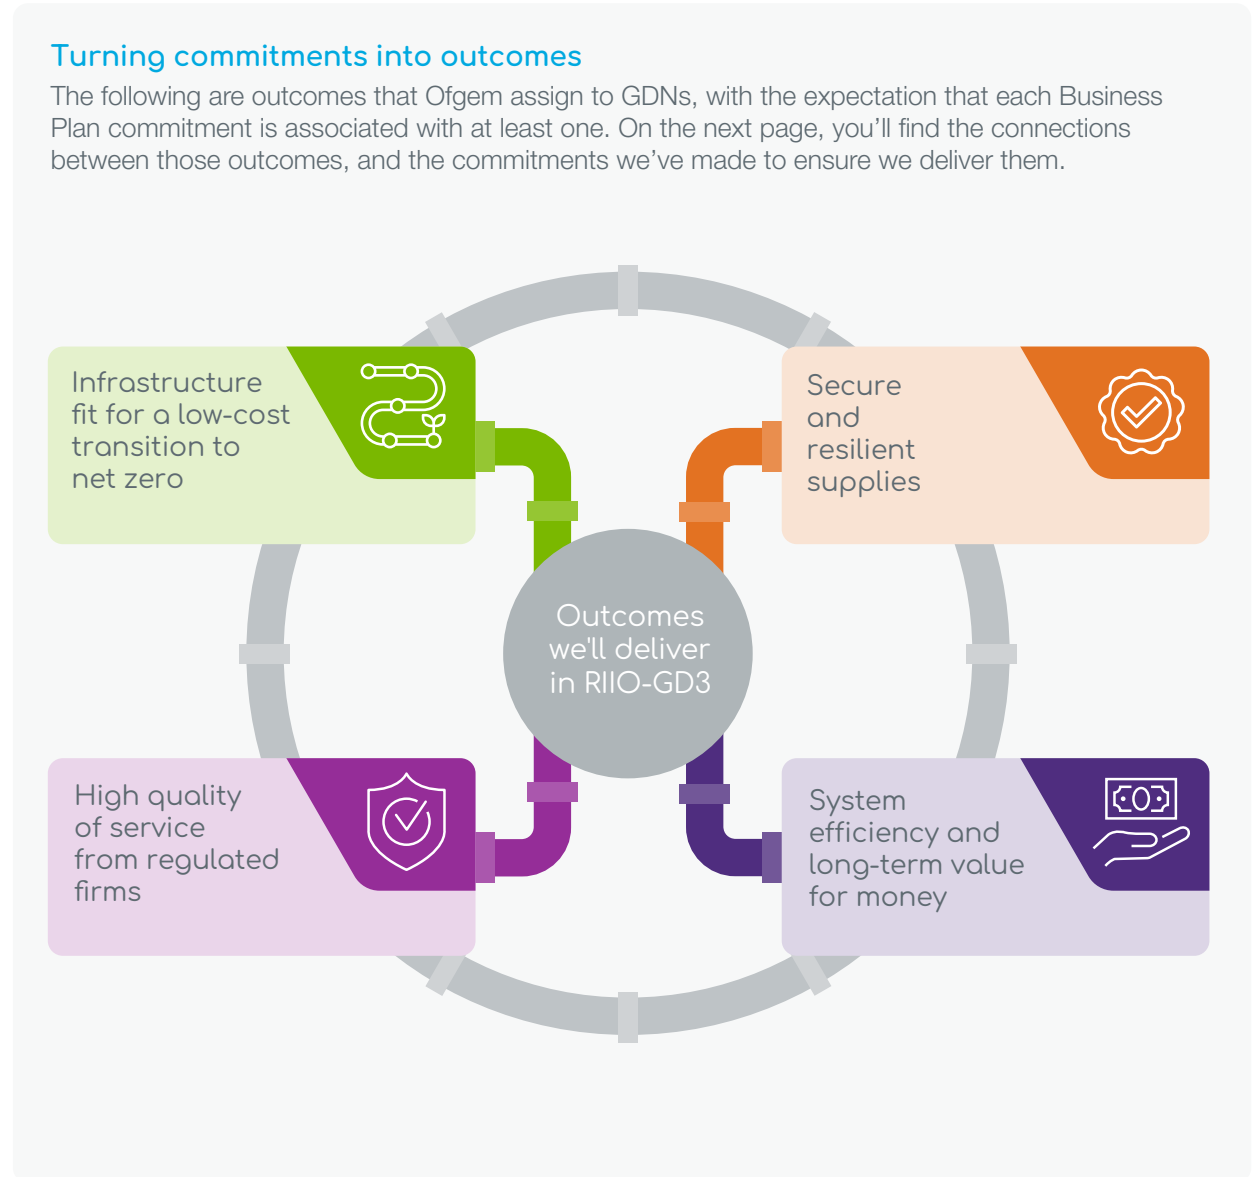 Turning commitments into outcomes
The following are outcomes that Ofgem assign to GDNs, with the expectation that each Business
Plan commitment is associated with at least one. On the next page, you’ll find the connections
between those outcomes, and the commitments we’ve made to ensure we deliver them.
Infrastructure
fit for a low-cost
transition to
net zero
Secure
and
resilient
supplies
Outcomes
we'll deliver
in RIIO-GD3
High quality
of service
from regulated
firms
System
efficiency and
long-term value
for money